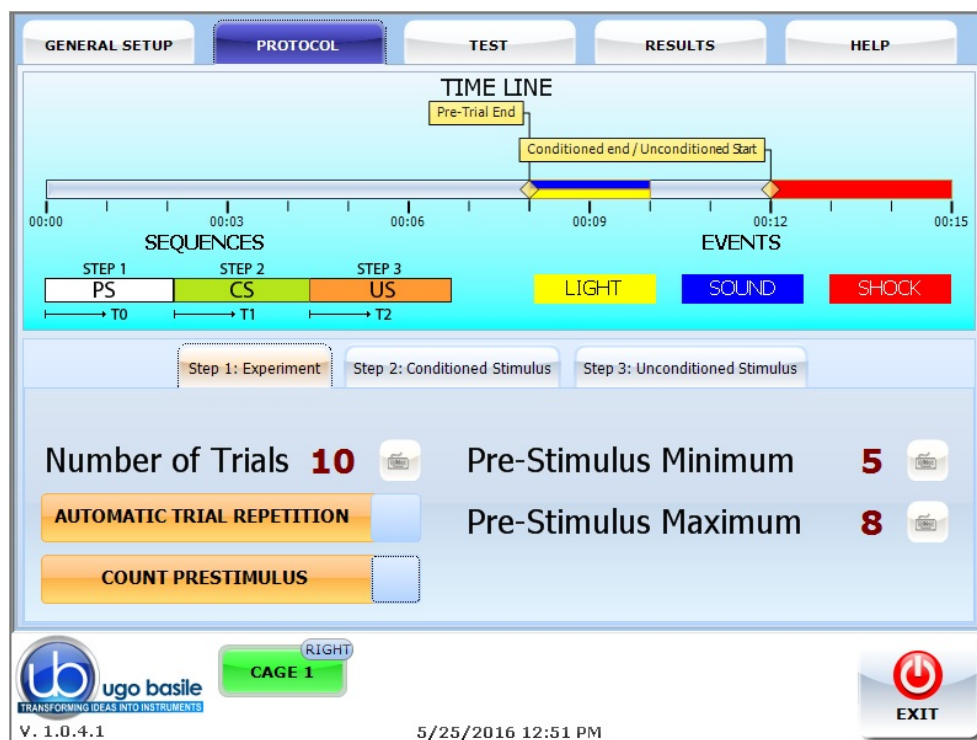 GENERAL SETUP PROTOCOL TEST RESULTS HELP
TIME LINE
Pre-Trial End
Conditioned end / Unconditioned Start
00:00 00:03 00:06 00:09 00:12 00:15
SEQUENCES EVENTS
STEP 1 STEP 2 STEP 3
PS CS US LIGHT SOUND SHOCK
T0 T1 T2
Step 1: Experiment Step 2: Conditioned Stimulus Step 3: Unconditioned Stimulus
Number of Trials 10 Pre-Stimulus Minimum 5
AUTOMATIC TRIAL REPETITION Pre-Stimulus Maximum 8
COUNT PRESTIMULUS
RIGHT
CAGE 1
ub ugo basile
TRANSFORMING IDEAS INTO INSTRUMENTS
EXIT
V. 1.0.4.1 5/25/2016 12:51 PM